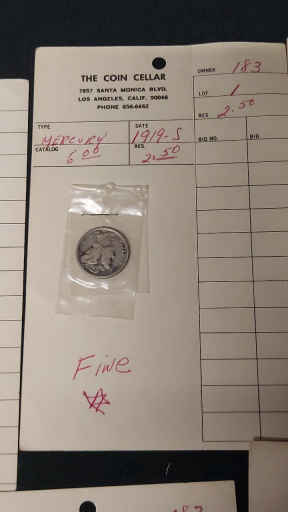 THE COIN CELLAR
7857 SANTA MONICA BLVD.
LOS ANGELES, CALIF. 90046
PHONE 656-6462
OWNER 183
LOT 1
RES 2.50
TYPE
MERCURY
DATE
1919-S
CATALOG
6.00
RES.
2.50
BID NO.
BID
Fine